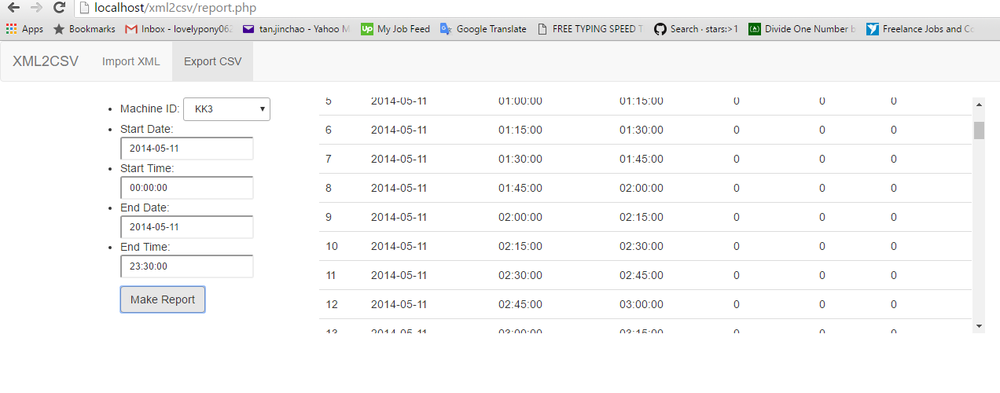 localhost/xml2csv/report.php
Apps Bookmarks Inbox - lovelypony062 tan.jinchao - Yahoo M My Job Feed Google Translate FREE TYPING SPEED T Search · stars:>1 Divide One Number b Freelance Jobs and Co
XML2CSV Import XML Export CSV
Machine ID: KK3
Start Date:
2014-05-11
Start Time:
00:00:00
End Date:
2014-05-11
End Time:
23:30:00
Make Report
5 2014-05-11 01:00:00 01:15:00 0 0 0
6 2014-05-11 01:15:00 01:30:00 0 0 0
7 2014-05-11 01:30:00 01:45:00 0 0 0
8 2014-05-11 01:45:00 02:00:00 0 0 0
9 2014-05-11 02:00:00 02:15:00 0 0 0
10 2014-05-11 02:15:00 02:30:00 0 0 0
11 2014-05-11 02:30:00 02:45:00 0 0 0
12 2014-05-11 02:45:00 03:00:00 0 0 0
13 2014-05-11 03:00:00 03:15:00 0 0 0